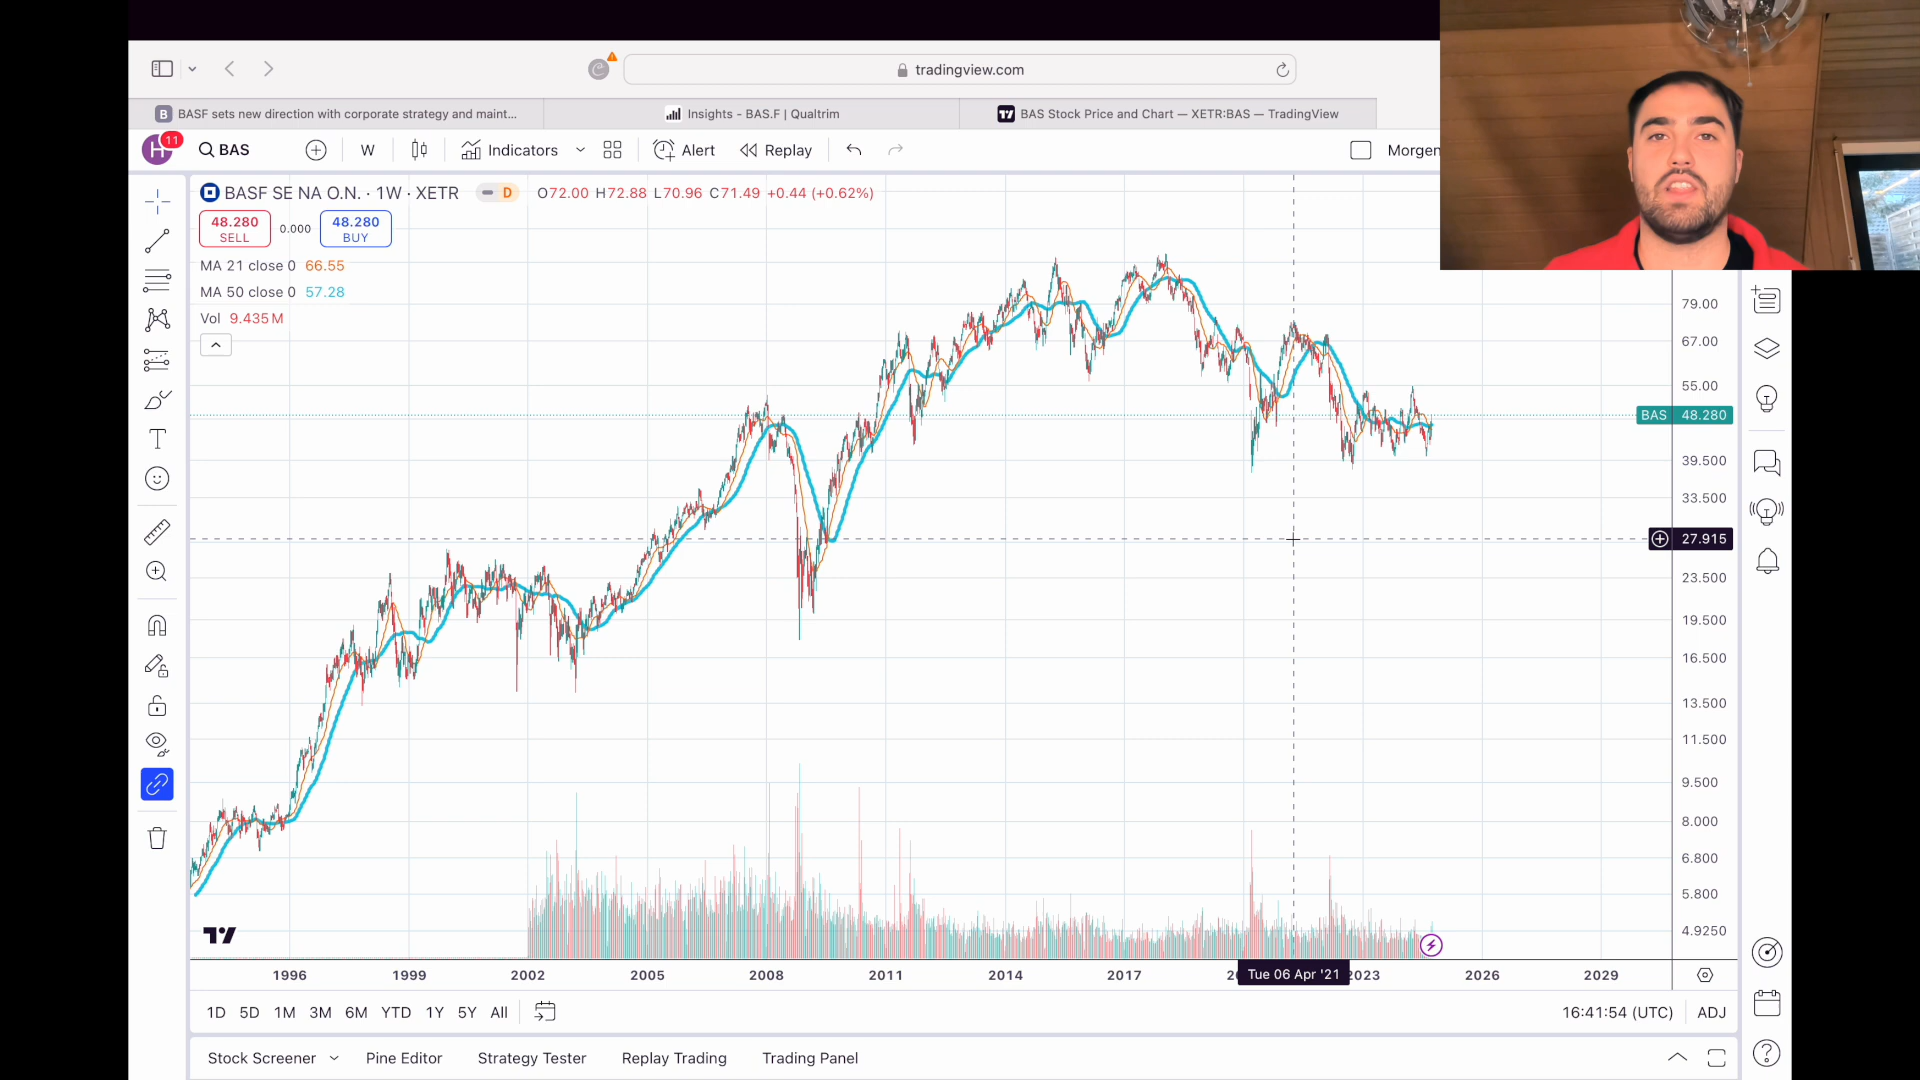 tradingview.com
BASF sets new direction with corporate strategy and maint...
Insights - BAS.F | Qualtrim
BAS Stock Price and Chart — XETR:BAS — TradingView
H
11
BAS
W
Indicators
Alert
Replay
Morgen
BASF SE NA O.N. · 1W · XETR
D
O72.00 H72.88 L70.96 C71.49 +0.44 (+0.62%)
48.280
SELL
0.000
48.280
BUY
MA 21 close 0 66.55
MA 50 close 0 57.28
Vol 9.435 M
79.00
67.00
55.00
BAS 48.280
39.500
33.500
27.915
23.500
19.500
16.500
13.500
11.500
9.500
8.000
6.800
5.800
4.9250
1996
1999
2002
2005
2008
2011
2014
2017
Tue 06 Apr '21
2023
2026
2029
1D
5D
1M
3M
6M
YTD
1Y
5Y
All
16:41:54 (UTC)
ADJ
Stock Screener
Pine Editor
Strategy Tester
Replay Trading
Trading Panel